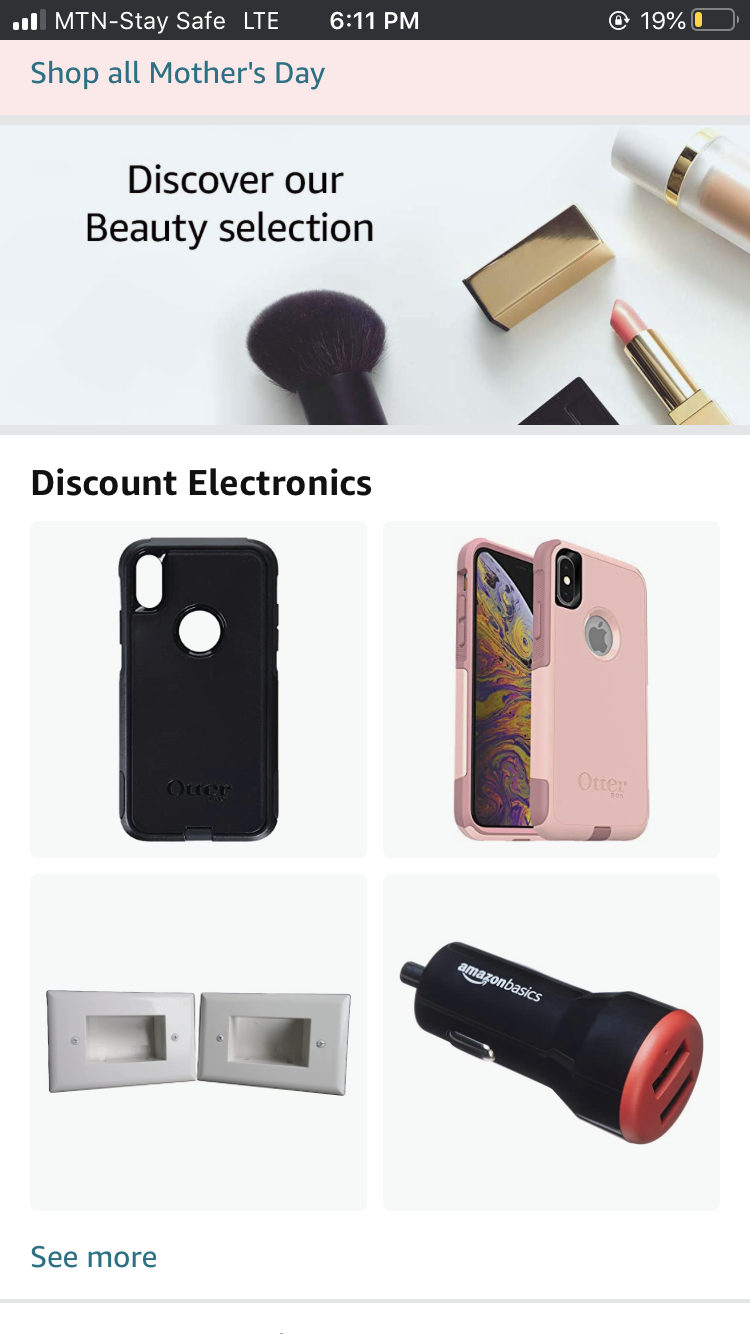 MTN-Stay Safe LTE 6:11 PM 19%
Shop all Mother's Day
Discover our
Beauty selection
Discount Electronics
Otter
Otter
amazonbasics
See more